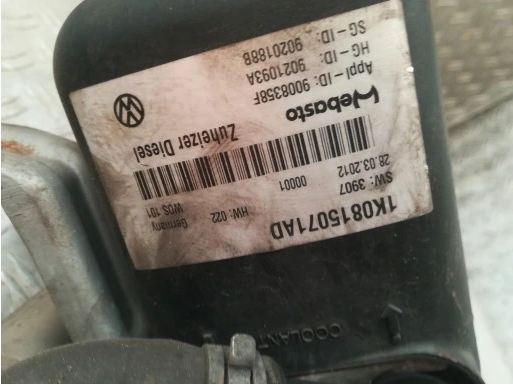 1K0815071AD
SW: 3907 HW: 022 Germany
28.03.2012 00001 WDS 101
Webasto Zuheizer Diesel
Appl-ID: 9008358F
HG-ID: 9021093A
SG-ID: 9020188B
COOLANT